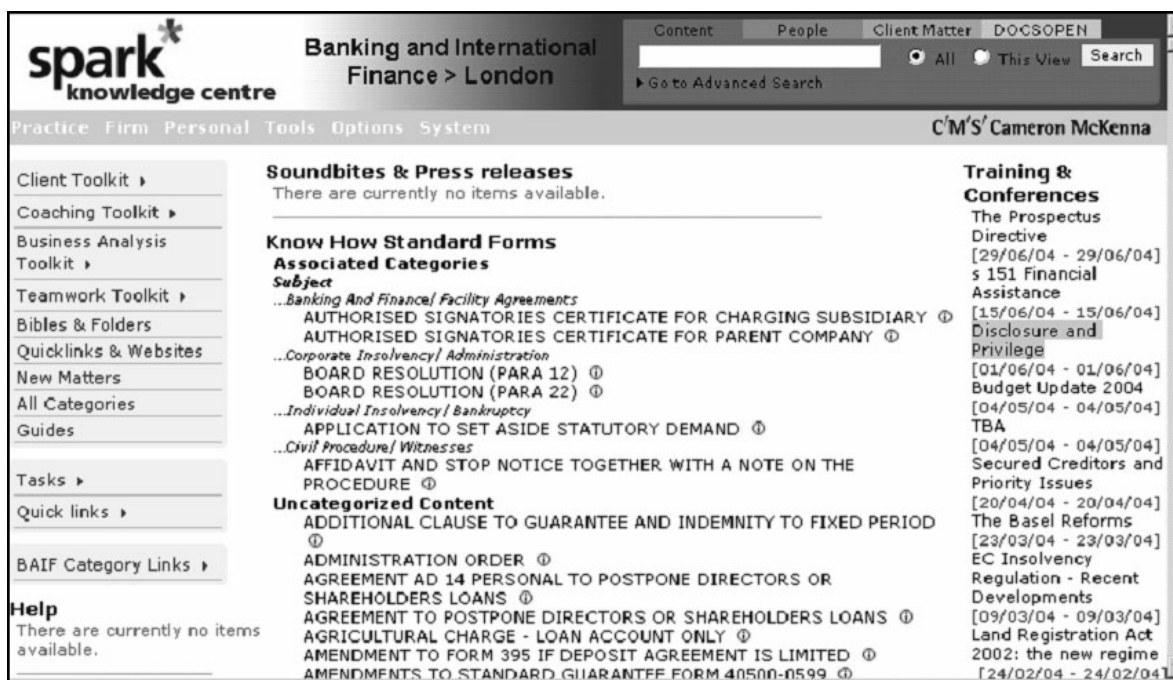 spark*
knowledge centre
Banking and International
Finance > London
Content People Client Matter DOCSOPEN
All This View Search
Go to Advanced Search
Practice Firm Personal Tools Options System
C'M'S' Cameron McKenna
Client Toolkit
Coaching Toolkit
Business Analysis
Toolkit
Teamwork Toolkit
Bibles & Folders
Quicklinks & Websites
New Matters
All Categories
Guides
Tasks
Quick links
BAIF Category Links
Help
There are currently no items
available.
Soundbites & Press releases
There are currently no items available.
Know How Standard Forms
Associated Categories
Subject
...Banking And Finance/ Facility Agreements
AUTHORISED SIGNATORIES CERTIFICATE FOR CHARGING SUBSIDIARY
AUTHORISED SIGNATORIES CERTIFICATE FOR PARENT COMPANY
...Corporate Insolvency/ Administration
BOARD RESOLUTION (PARA 12)
BOARD RESOLUTION (PARA 22)
...Individual Insolvency/ Bankruptcy
APPLICATION TO SET ASIDE STATUTORY DEMAND
...Civil Procedure/ Witnesses
AFFIDAVIT AND STOP NOTICE TOGETHER WITH A NOTE ON THE
PROCEDURE
Uncategorized Content
ADDITIONAL CLAUSE TO GUARANTEE AND INDEMNITY TO FIXED PERIOD
ADMINISTRATION ORDER
AGREEMENT AD 14 PERSONAL TO POSTPONE DIRECTORS OR
SHAREHOLDERS LOANS
AGREEMENT TO POSTPONE DIRECTORS OR SHAREHOLDERS LOANS
AGRICULTURAL CHARGE - LOAN ACCOUNT ONLY
AMENDMENT TO FORM 395 IF DEPOSIT AGREEMENT IS LIMITED
AMENDMENTS TO STANDARD GUARANTEE FORM 40500-0599
Training &
Conferences
The Prospectus
Directive
[29/06/04 - 29/06/04]
s 151 Financial
Assistance
[15/06/04 - 15/06/04]
Disclosure and
Privilege
[01/06/04 - 01/06/04]
Budget Update 2004
[04/05/04 - 04/05/04]
TBA
[04/05/04 - 04/05/04]
Secured Creditors and
Priority Issues
[20/04/04 - 20/04/04]
The Basel Reforms
[23/03/04 - 23/03/04]
EC Insolvency
Regulation - Recent
Developments
[09/03/04 - 09/03/04]
Land Registration Act
2002: the new regime
[24/02/04 - 24/02/04]